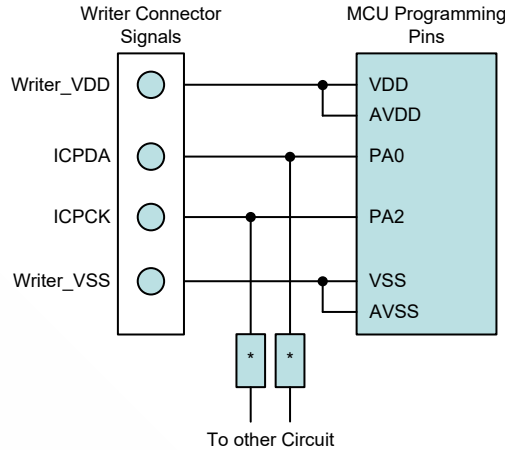 Writer Connector
Signals
MCU Programming
Pins
Writer_VDD
VDD
AVDD
ICPDA
PA0
ICPCK
PA2
Writer_VSS
VSS
AVSS
*
*
To other Circuit